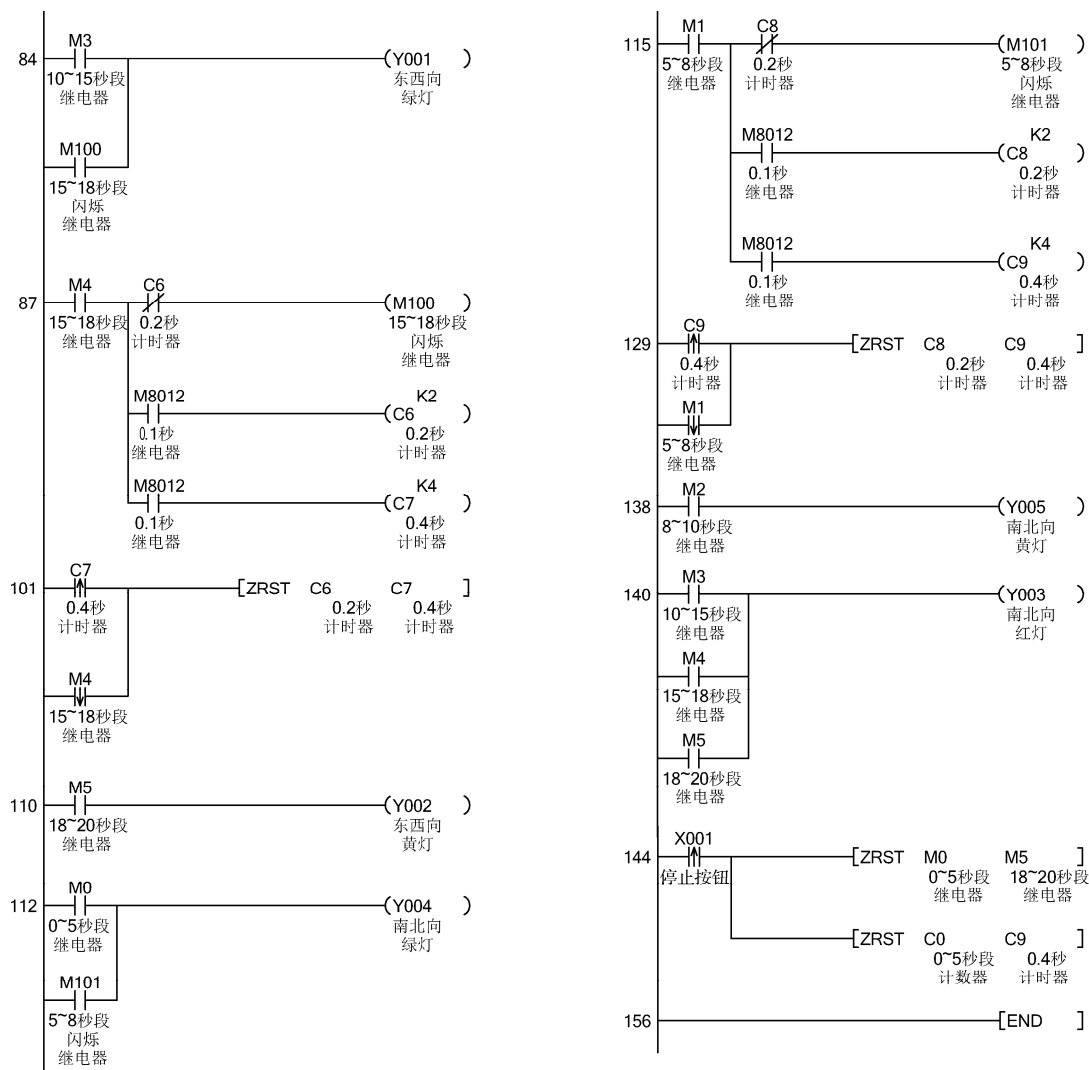 M3
84
Y001
10~15秒段
继电器
东西向
绿灯
M100
15~18秒段
闪烁
继电器
M4
C6
87
M100
15~18秒段
继电器
0.2秒
计时器
15~18秒段
闪烁
继电器
M8012
K2
C6
0.1秒
继电器
0.2秒
计时器
M8012
K4
C7
0.1秒
继电器
0.4秒
计时器
C7
101
ZRST C6 C7
0.4秒
计时器
0.2秒
计时器
0.4秒
计时器
M4
15~18秒段
继电器
M5
110
Y002
18~20秒段
继电器
东西向
黄灯
M0
112
Y004
0~5秒段
继电器
南北向
绿灯
M101
5~8秒段
闪烁
继电器
M1
C8
115
M101
5~8秒段
继电器
0.2秒
计时器
5~8秒段
闪烁
继电器
M8012
K2
C8
0.1秒
继电器
0.2秒
计时器
M8012
K4
C9
0.1秒
继电器
0.4秒
计时器
C9
129
ZRST C8 C9
0.4秒
计时器
0.2秒
计时器
0.4秒
计时器
M1
5~8秒段
继电器
M2
138
Y005
8~10秒段
继电器
南北向
黄灯
M3
140
Y003
10~15秒段
继电器
南北向
红灯
M4
15~18秒段
继电器
M5
18~20秒段
继电器
X001
144
ZRST M0 M5
停止按钮
0~5秒段
继电器
18~20秒段
继电器
ZRST C0 C9
0~5秒段
计数器
0.4秒
计时器
156
END